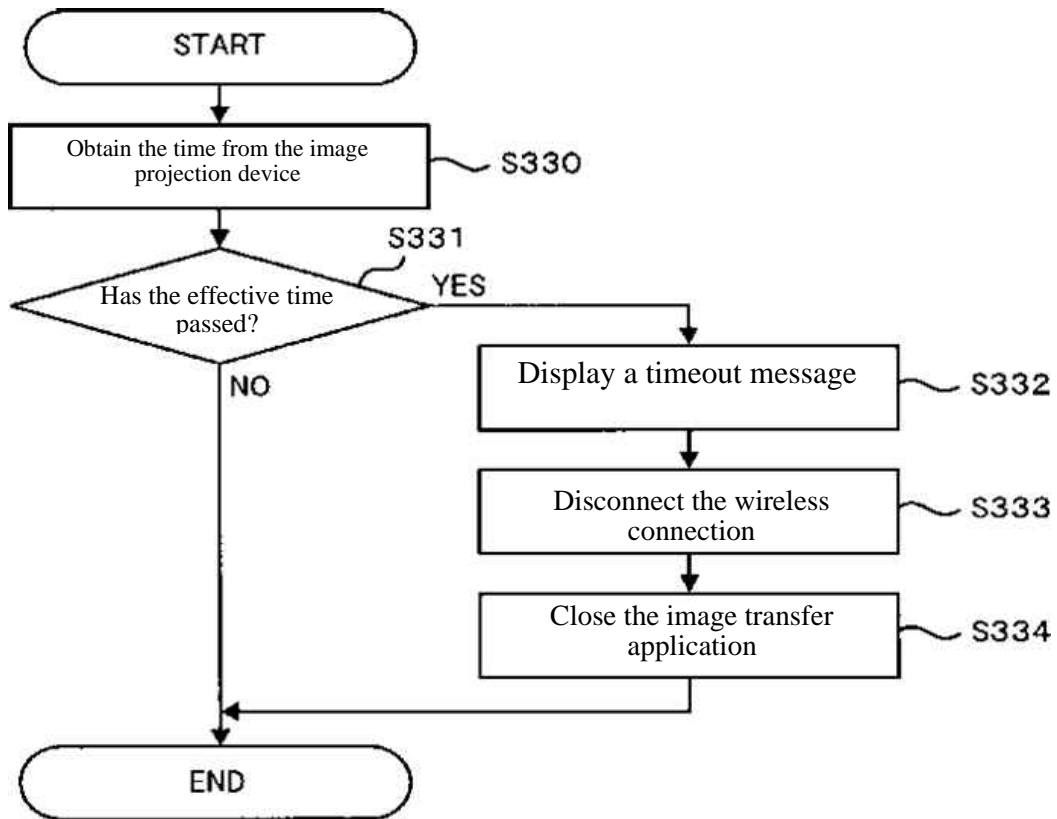 START
Obtain the time from the image
projection device
S330
S331
Has the effective time
passed?
YES
NO
Display a timeout message
S332
Disconnect the wireless
connection
S333
Close the image transfer
application
S334
END